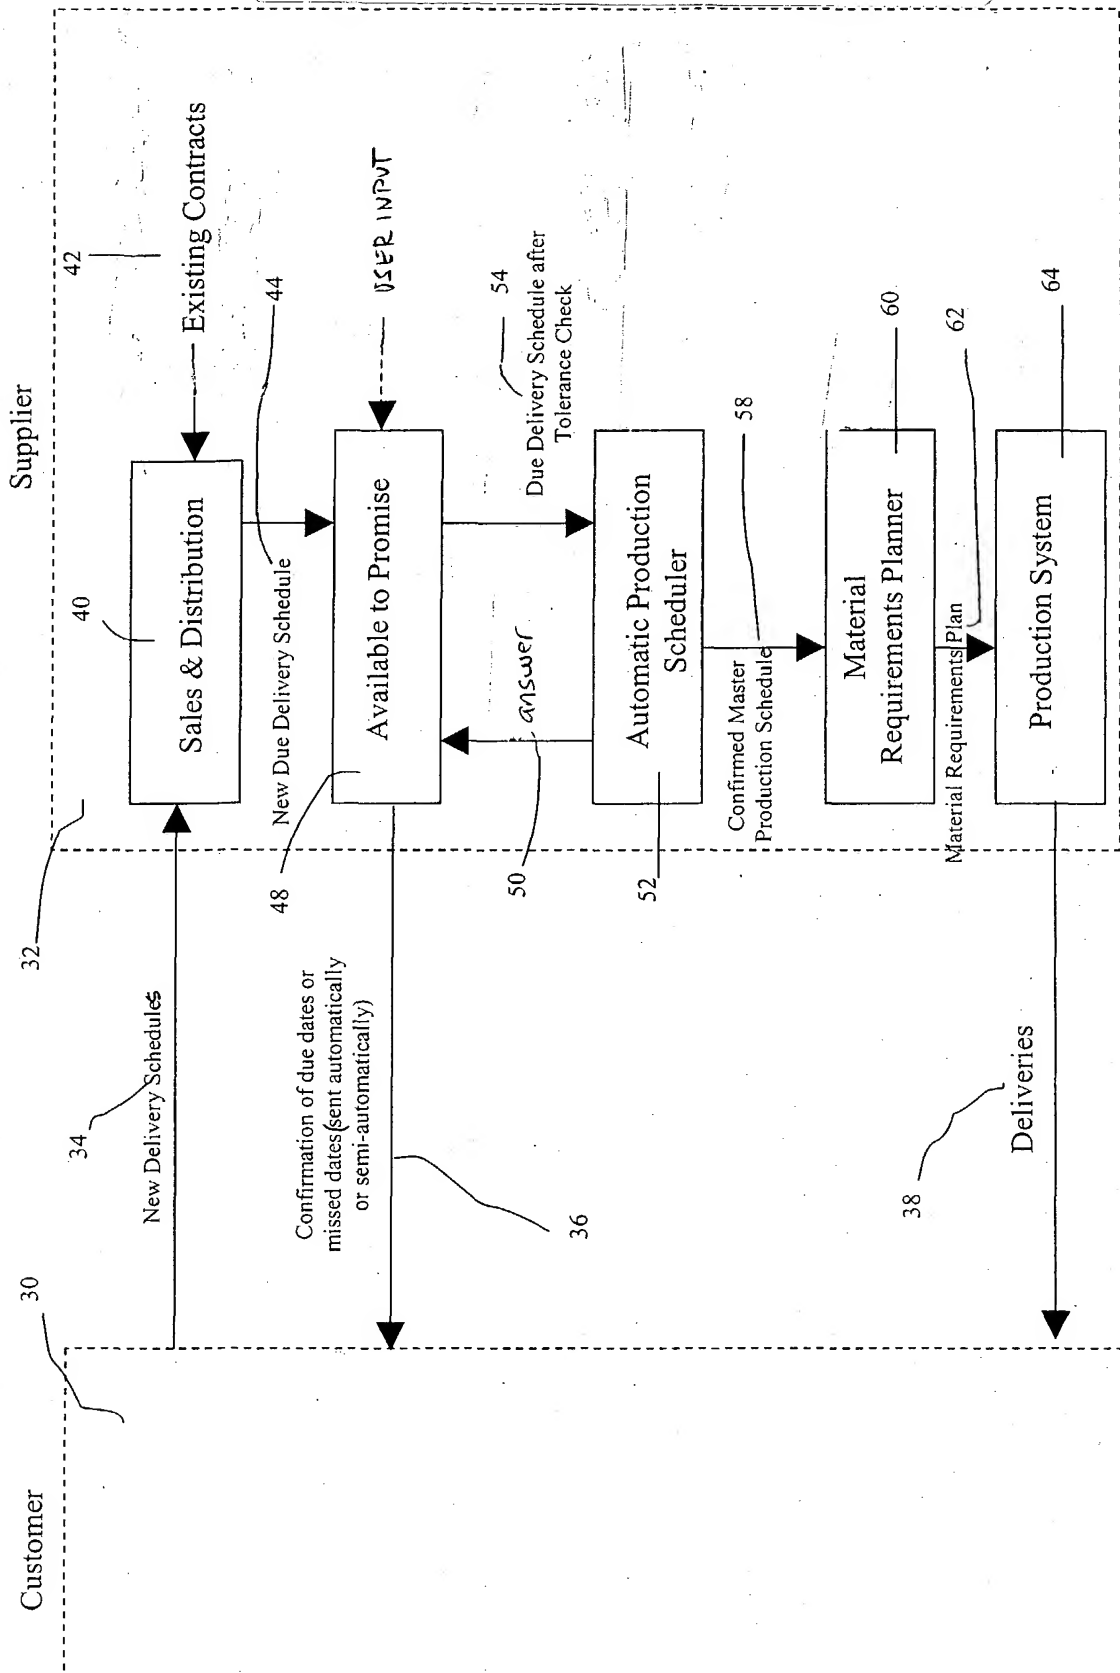 Customer
Supplier
30
32
34
New Delivery Schedules
40
Sales & Distribution
42
Existing Contracts
44
New Due Delivery Schedule
48
Available to Promise
USER INPUT
Confirmation of due dates or
missed dates(sent automatically
or semi-automatically)
36
50
answer
54
Due Delivery Schedule after
Tolerance Check
52
Automatic Production
Scheduler
58
Confirmed Master
Production Schedule
60
Material
Requirements Planner
62
Material Requirements Plan
64
Production System
38
Deliveries